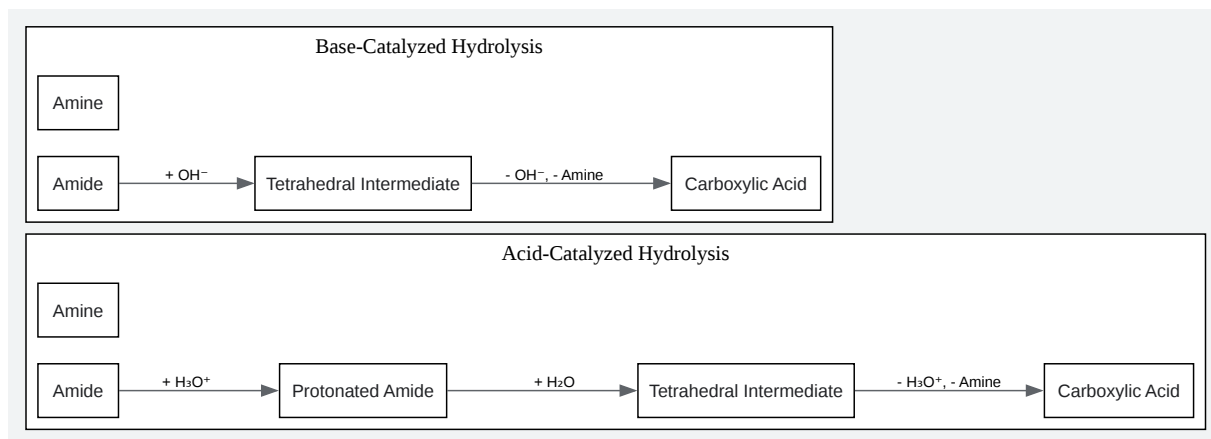 Base-Catalyzed Hydrolysis
Amine
Amide
+ OH⁻
Tetrahedral Intermediate
- OH⁻, - Amine
Carboxylic Acid
Acid-Catalyzed Hydrolysis
Amine
Amide
+ H₃O⁺
Protonated Amide
+ H₂O
Tetrahedral Intermediate
- H₃O⁺, - Amine
Carboxylic Acid